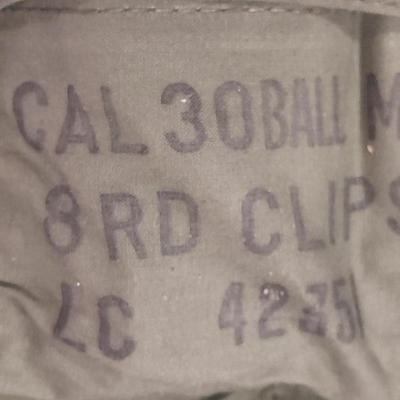 CAL 30 BALL M
8 RD CLIPS
LC 42351